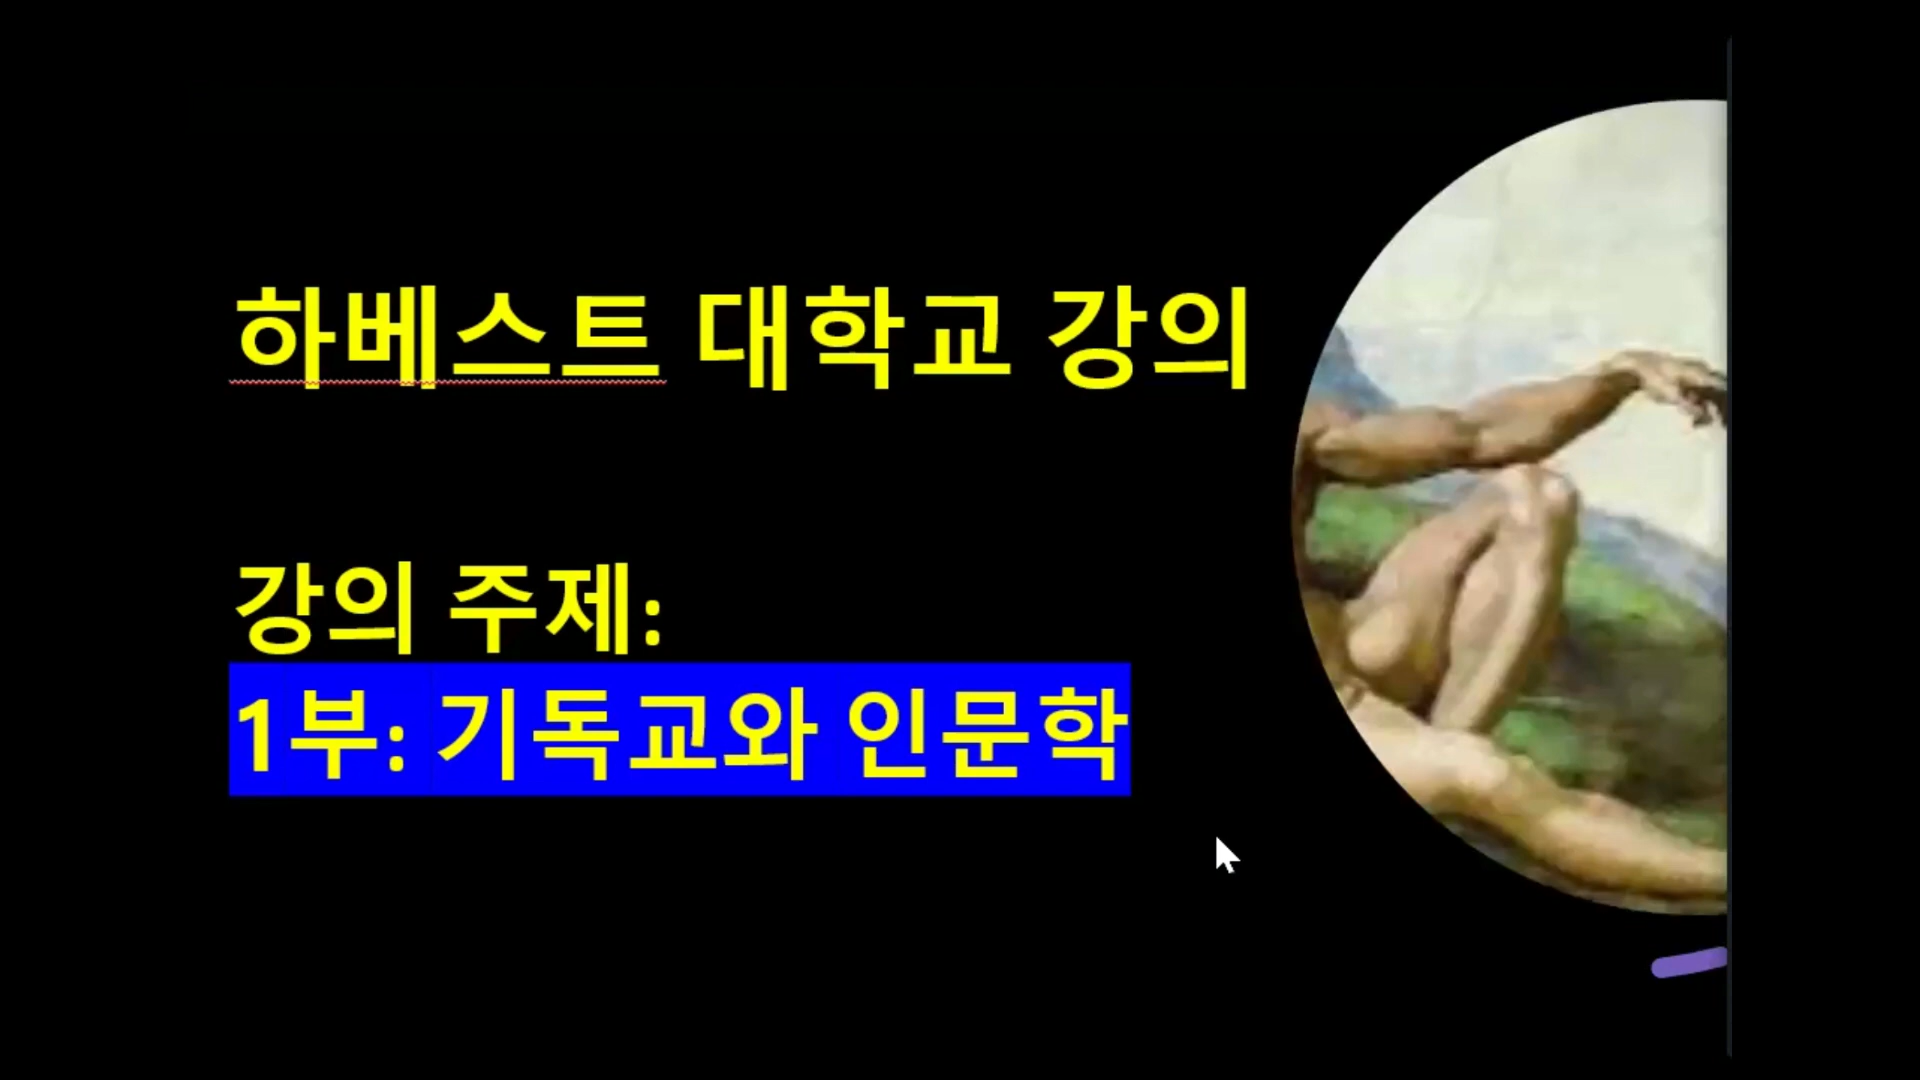 하베스트 대학교 강의
강의 주제:
1부: 기독교와 인문학